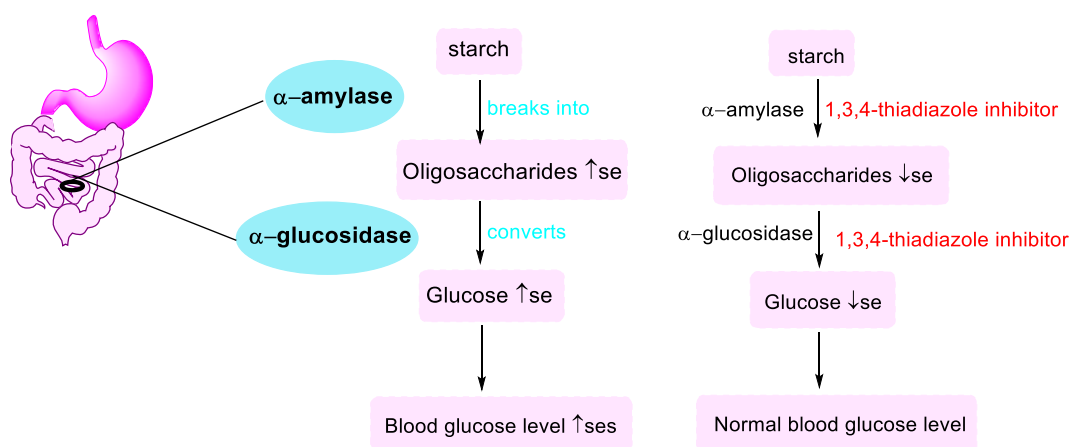 α–amylase
α–glucosidase
starch
breaks into
Oligosaccharides ↑se
converts
Glucose ↑se
Blood glucose level ↑ses
starch
α–amylase 1,3,4-thiadiazole inhibitor
Oligosaccharides ↓se
α–glucosidase 1,3,4-thiadiazole inhibitor
Glucose ↓se
Normal blood glucose level